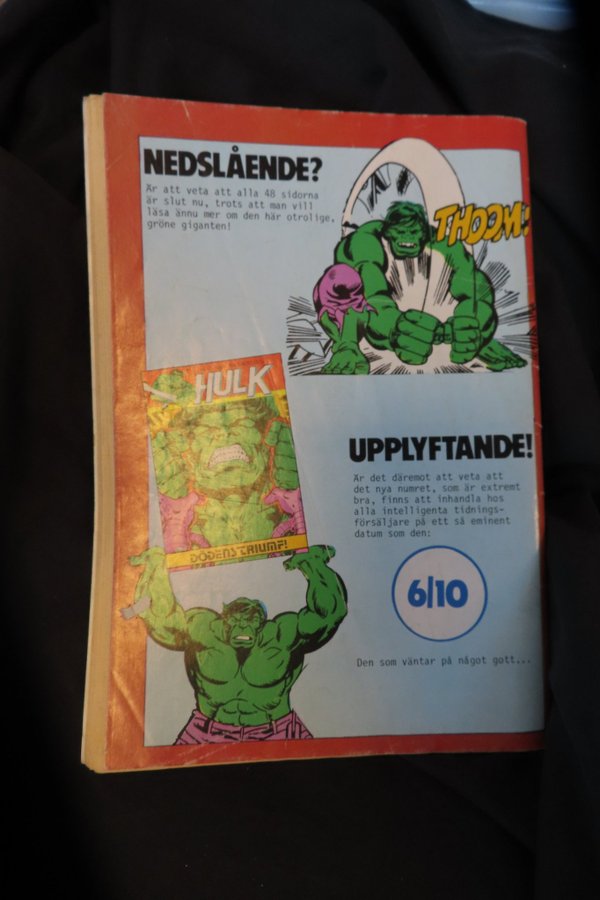 NEDSLÅENDE?
Är att veta att alla 48 sidorna
är slut nu, trots att man vill
läsa ännu mer om den här otrolige,
gröne giganten!
THOOM!
HULK
DÖDENS TRIUMF!
UPPLYFTANDE!
Är det däremot att veta att
det nya numret, som är extremt
bra, finns att inhandla hos
alla intelligenta tidnings-
försäljare på ett så eminent
datum som den:
6/10
Den som väntar på något gott...